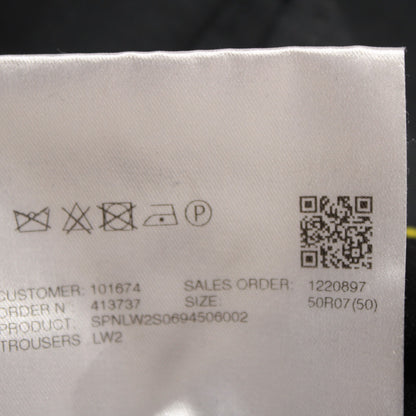 P
CUSTOMER: 101674 SALES ORDER: 1220897
ORDER N 413737 SIZE: 50R07(50)
PRODUCT: SPNLW2S0694506002
TROUSERS LW2